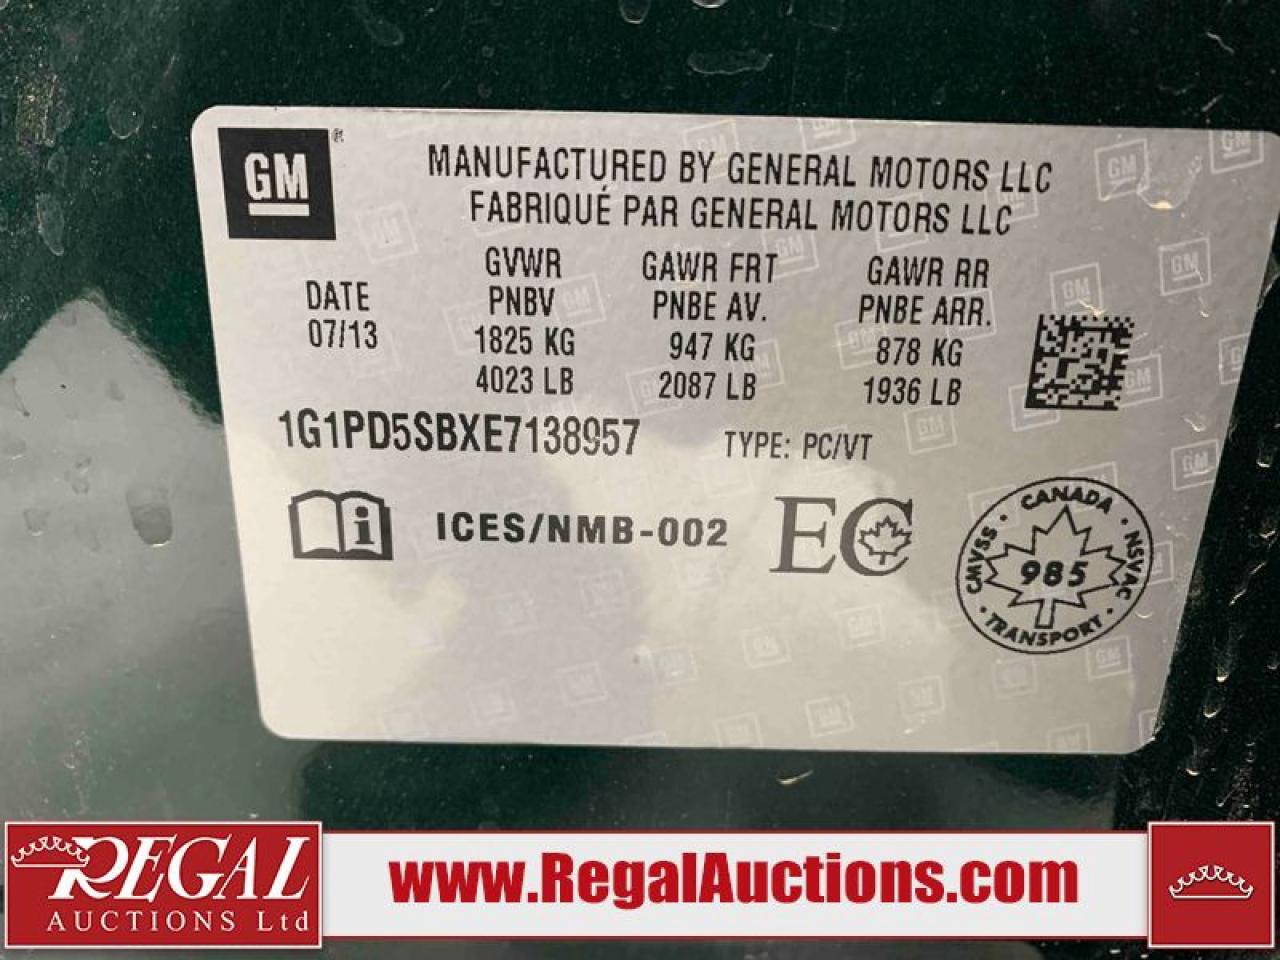 GM
MANUFACTURED BY GENERAL MOTORS LLC
FABRIQUÉ PAR GENERAL MOTORS LLC
DATE
07/13
GVWR
PNBV
1825 KG
4023 LB
GAWR FRT
PNBE AV.
947 KG
2087 LB
GAWR RR
PNBE ARR.
878 KG
1936 LB
1G1PD5SBXE7138957 TYPE: PC/VT
i ICES/NMB-002 EC
CANADA
CMVSS 985 NSVAC
TRANSPORT
REGAL
AUCTIONS Ltd
www.RegalAuctions.com